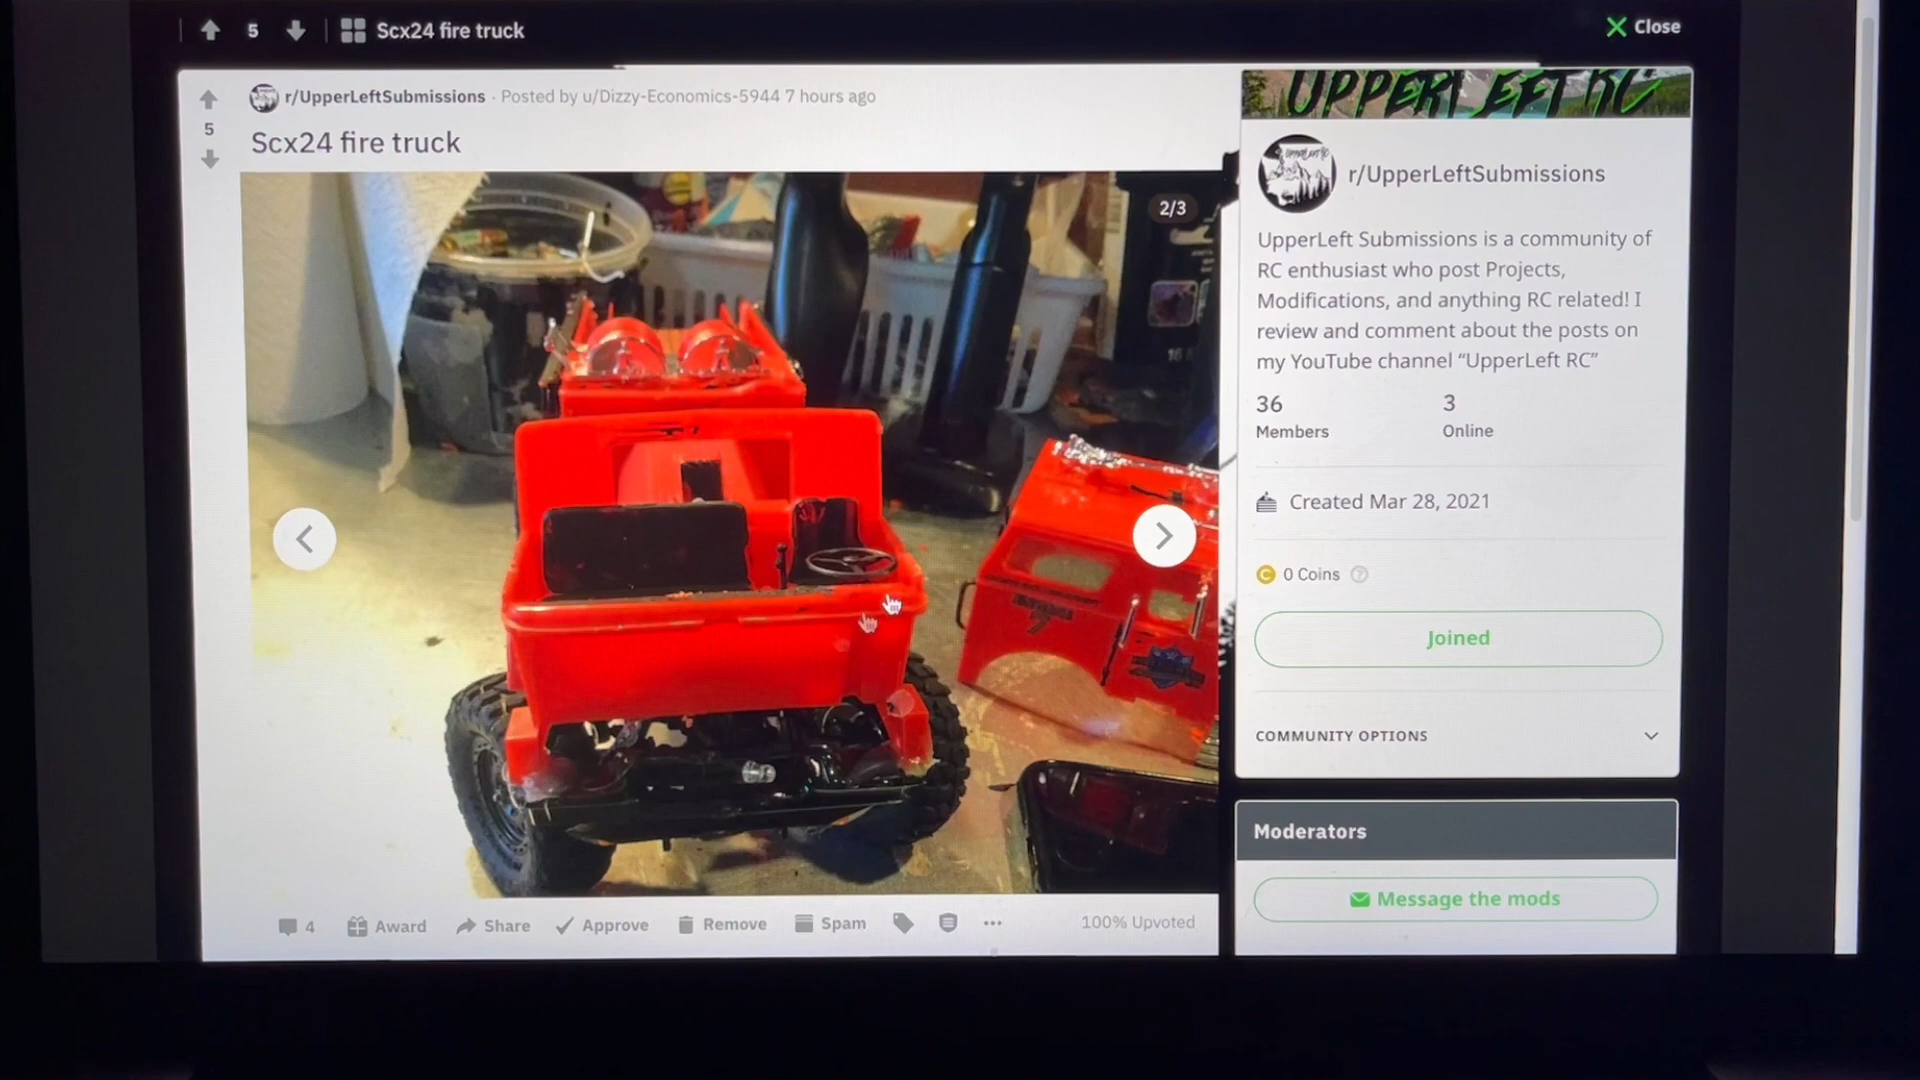 5
Scx24 fire truck
Close
r/UpperLeftSubmissions · Posted by u/Dizzy-Economics-5944 7 hours ago
5
Scx24 fire truck
2/3
4
Award
Share
Approve
Remove
Spam
100% Upvoted
UPPERLEFT RC
r/UpperLeftSubmissions
UpperLeft Submissions is a community of
RC enthusiast who post Projects,
Modifications, and anything RC related! I
review and comment about the posts on
my YouTube channel “UpperLeft RC”
36
Members
3
Online
Created Mar 28, 2021
0 Coins
Joined
COMMUNITY OPTIONS
Moderators
Message the mods